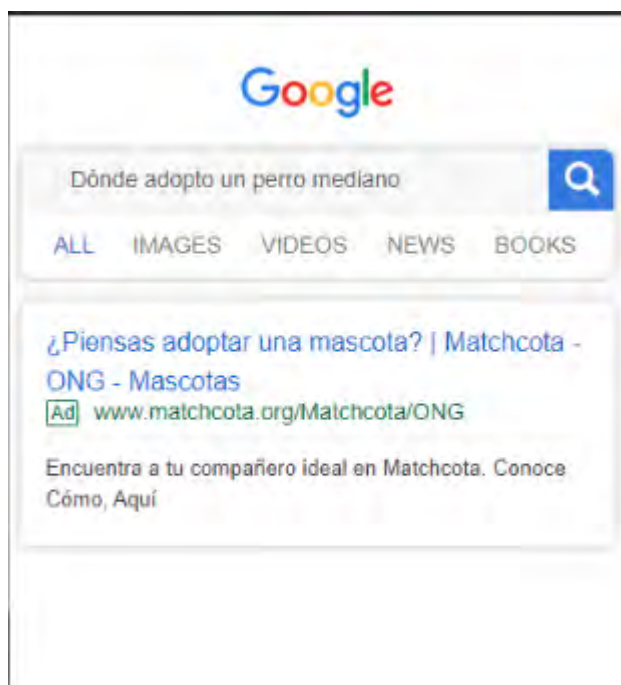 Google
Dónde adopto un perro mediano
ALL IMAGES VIDEOS NEWS BOOKS
¿Piensas adoptar una mascota? | Matchcota -
ONG - Mascotas
Ad www.matchcota.org/Matchcota/ONG
Encuentra a tu compañero ideal en Matchcota. Conoce
Cómo, Aquí